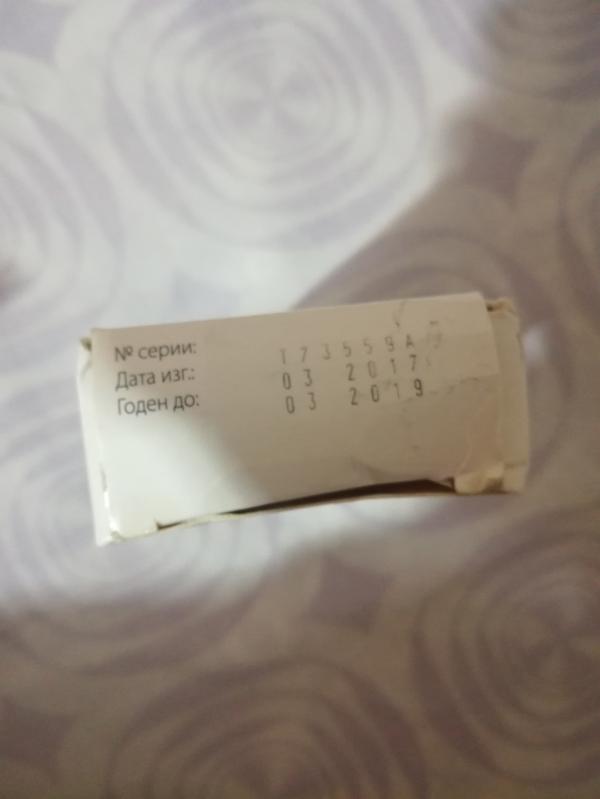 № серии: T73559A
Дата изг.: 03 2017
Годен до: 03 2019